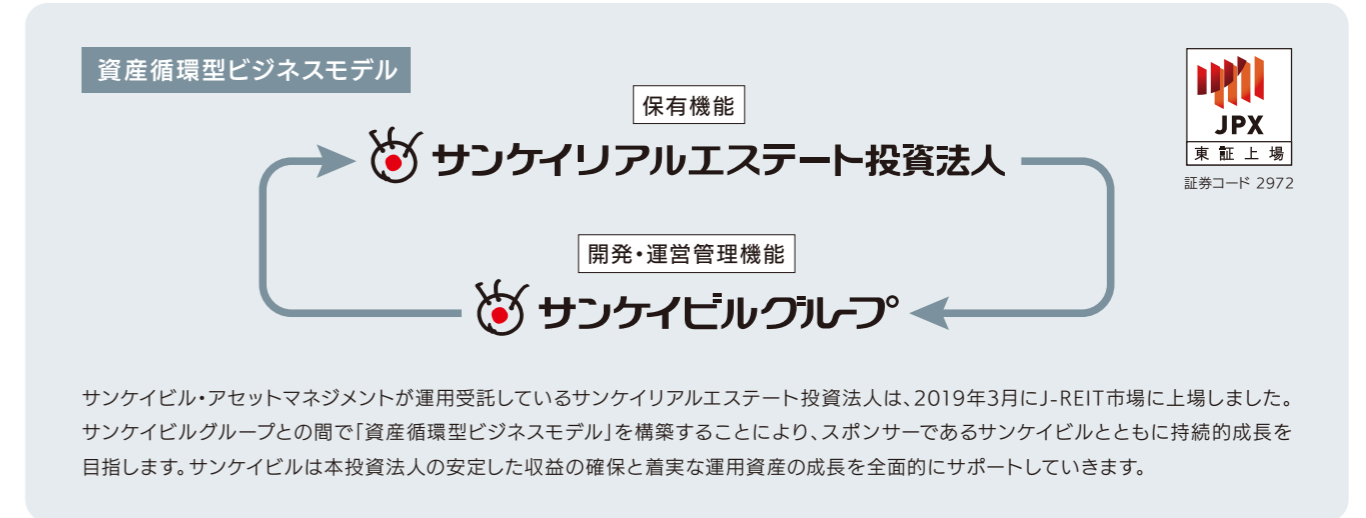 資産循環型ビジネスモデル
保有機能
サンケイリアルエステート投資法人
JPX
東証上場
証券コード 2972
開発・運営管理機能
サンケイビルグループ
サンケイビル・アセットマネジメントが運用受託しているサンケイリアルエステート投資法人は、2019年3月にJ-REIT市場に上場しました。
サンケイビルグループとの間で「資産循環型ビジネスモデル」を構築することにより、スポンサーであるサンケイビルとともに持続的成長を
目指します。サンケイビルは本投資法人の安定した収益の確保と着実な運用資産の成長を全面的にサポートしていきます。